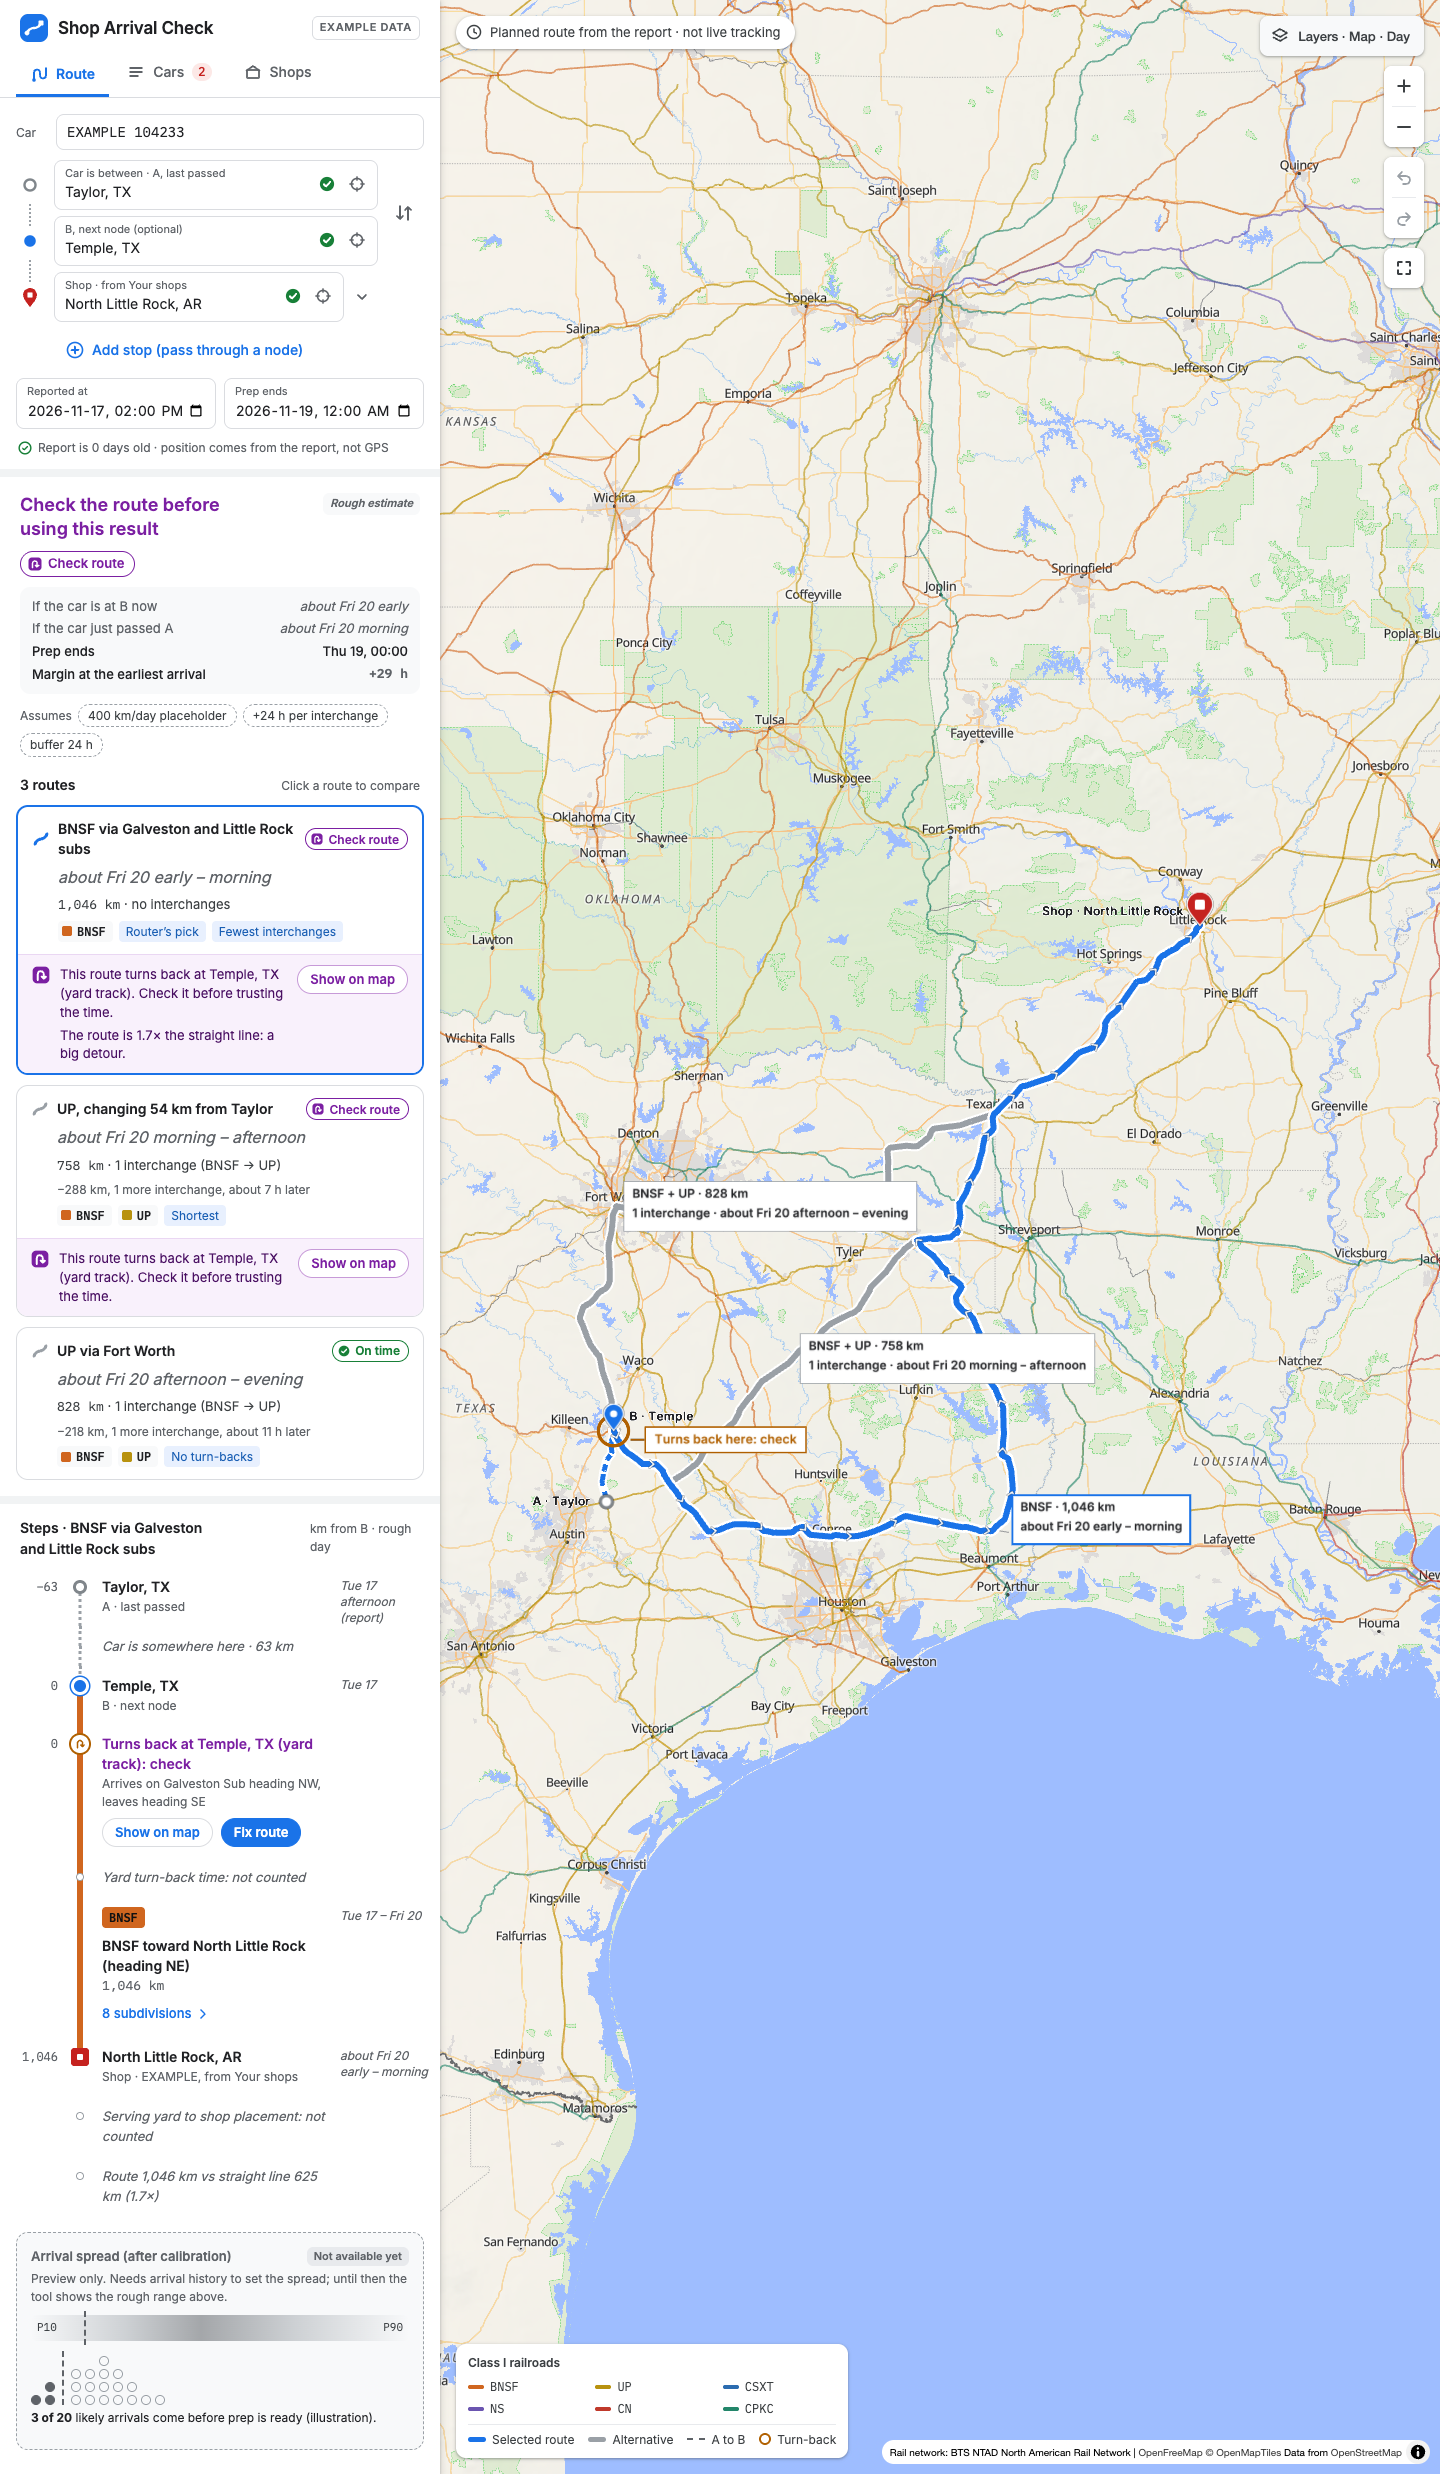 Shop Arrival Check
EXAMPLE DATA
Route
Cars 2
Shops
Car
EXAMPLE 104233
Car is between · A, last passed
Taylor, TX
B, next node (optional)
Temple, TX
Shop · from Your shops
North Little Rock, AR
Add stop (pass through a node)
Reported at
2026-11-17, 02:00 PM
Prep ends
2026-11-19, 12:00 AM
Report is 0 days old · position comes from the report, not GPS
Check the route before
using this result
Rough estimate
Check route
If the car is at B now
about Fri 20 early
If the car just passed A
about Fri 20 morning
Prep ends
Thu 19, 00:00
Margin at the earliest arrival
+29 h
Assumes
400 km/day placeholder
+24 h per interchange
buffer 24 h
3 routes
Click a route to compare
BNSF via Galveston and Little Rock
subs
Check route
about Fri 20 early – morning
1,046 km · no interchanges
BNSF
Router's pick
Fewest interchanges
This route turns back at Temple, TX
(yard track). Check it before trusting
the time.
Show on map
The route is 1.7× the straight line: a
big detour.
UP, changing 54 km from Taylor
Check route
about Fri 20 morning – afternoon
758 km · 1 interchange (BNSF → UP)
−288 km, 1 more interchange, about 7 h later
BNSF
UP
Shortest
This route turns back at Temple, TX
(yard track). Check it before trusting
the time.
Show on map
UP via Fort Worth
On time
about Fri 20 afternoon – evening
828 km · 1 interchange (BNSF → UP)
−218 km, 1 more interchange, about 11 h later
BNSF
UP
No turn-backs
Steps · BNSF via Galveston
and Little Rock subs
km from B · rough
day
−63
Taylor, TX
A · last passed
Tue 17
afternoon
(report)
Car is somewhere here · 63 km
0
Temple, TX
B · next node
Tue 17
0
Turns back at Temple, TX (yard
track): check
Arrives on Galveston Sub heading NW,
leaves heading SE
Show on map
Fix route
Yard turn-back time: not counted
BNSF
Tue 17 – Fri 20
BNSF toward North Little Rock
(heading NE)
1,046 km
8 subdivisions
1,046
North Little Rock, AR
Shop · EXAMPLE, from Your shops
about Fri 20
early – morning
Serving yard to shop placement: not
counted
Route 1,046 km vs straight line 625
km (1.7×)
Arrival spread (after calibration)
Not available yet
Preview only. Needs arrival history to set the spread; until then the
tool shows the rough range above.
P10
P90
3 of 20 likely arrivals come before prep is ready (illustration).
Planned route from the report · not live tracking
Layers · Map · Day
Quincy
Saint Joseph
Topeka
Salina
Columbia
Saint Charles
Saint
Jefferson City
Emporia
KANSAS
Wichita
Springfield
Joplin
Coffeyville
Ponca City
Poplar Blu
Tulsa
Fayetteville
Jonesboro
Muskogee
Oklahoma City
Shawnee
Norman
Fort Smith
OKLAHOMA
Conway
Shop · North Little Rock
Lawton
Hot Springs
Pine Bluff
Wichita Falls
Sherman
Greenville
Denton
El Dorado
BNSF + UP · 828 km
1 interchange · about Fri 20 afternoon – evening
Tyler
Shreveport
Monroe
Vicksburg
Jack
BNSF + UP · 758 km
1 interchange · about Fri 20 morning – afternoon
Waco
Lufkin
Natchez
Alexandria
TEXAS
Killeen
B · Temple
Turns back here: check
Huntsville
LOUISIANA
A · Taylor
Austin
BNSF · 1,046 km
about Fri 20 early – morning
Baton Rouge
Conroe
Lafayette
Beaumont
Port Arthur
New
Houston
Houma
San Antonio
Galveston
Bay City
Freeport
Victoria
Port Lavaca
Beeville
Corpus Christi
Kingsville
Falfurrias
Edinburg
Matamoros
San Fernando
Class I railroads
BNSF
UP
CSXT
NS
CN
CPKC
Selected route
Alternative
A to B
Turn-back
Rail network: BTS NTAD North American Rail Network | OpenFreeMap © OpenMapTiles Data from OpenStreetMap